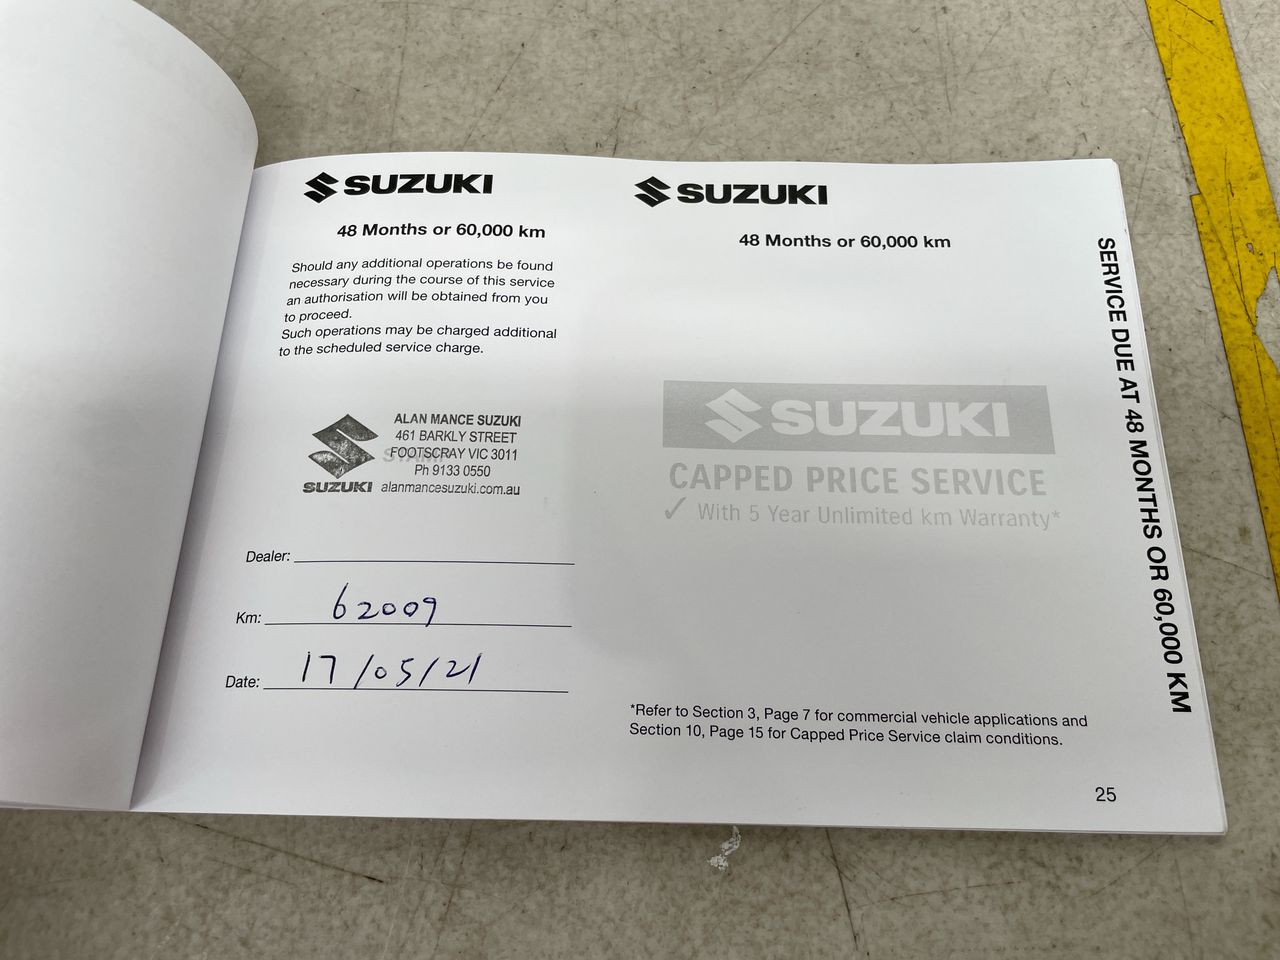 SUZUKI
48 Months or 60,000 km
Should any additional operations be found
necessary during the course of this service
an authorisation will be obtained from you
to proceed.
Such operations may be charged additional
to the scheduled service charge.
ALAN MANCE SUZUKI
461 BARKLY STREET
FOOTSCRAY VIC 3011
STAMP
Ph 9133 0550
SUZUKI alanmancesuzuki.com.au
Dealer:
Km: 62009
Date: 17/05/21
SUZUKI
48 Months or 60,000 km
SUZUKI
CAPPED PRICE SERVICE
✓ With 5 Year Unlimited km Warranty*
*Refer to Section 3, Page 7 for commercial vehicle applications and
Section 10, Page 15 for Capped Price Service claim conditions.
25
SERVICE DUE AT 48 MONTHS OR 60,000 KM